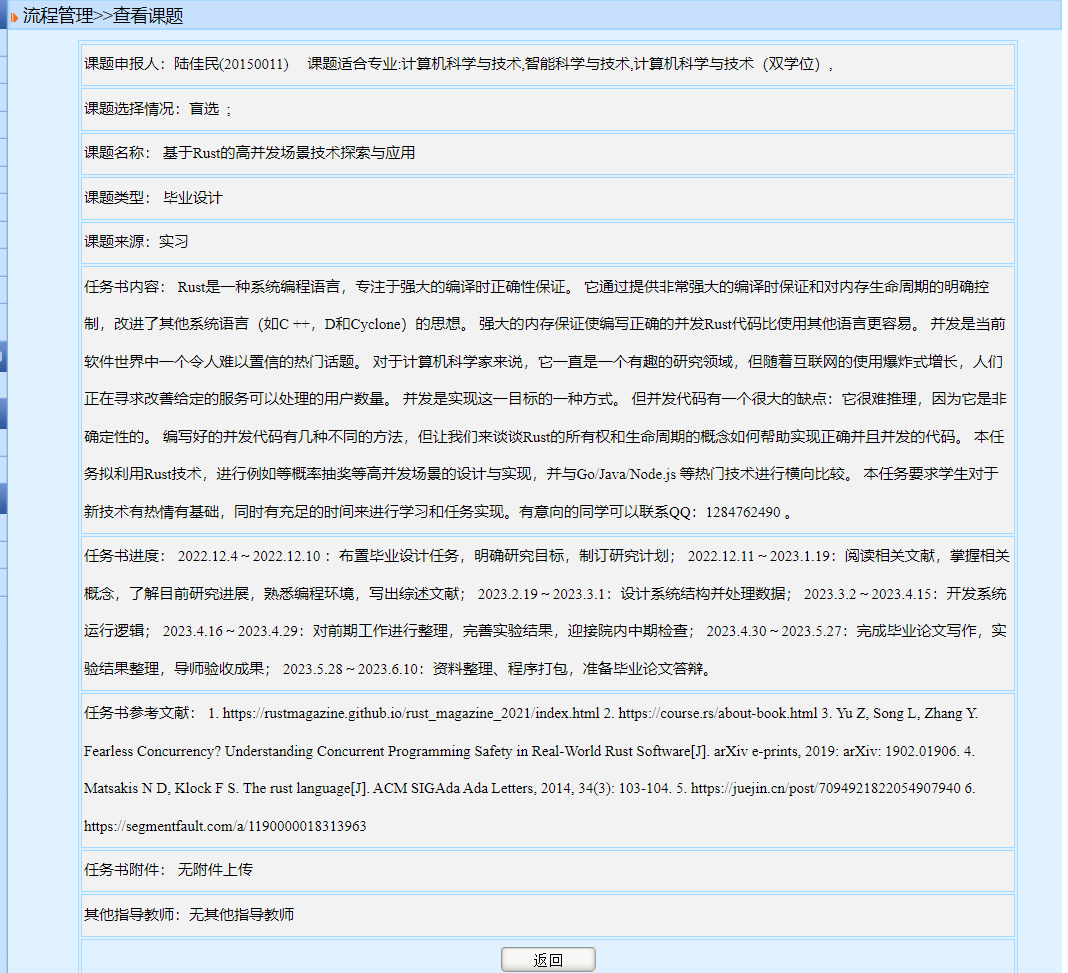 流程管理>>查看课题
课题申报人：陆佳民(20150011)　课题适合专业:计算机科学与技术,智能科学与技术,计算机科学与技术（双学位）,
课题选择情况：盲选 ；
课题名称： 基于Rust的高并发场景技术探索与应用
课题类型： 毕业设计
课题来源：实习
任务书内容： Rust是一种系统编程语言，专注于强大的编译时正确性保证。 它通过提供非常强大的编译时保证和对内存生命周期的明确控
制，改进了其他系统语言（如C ++，D和Cyclone）的思想。 强大的内存保证使编写正确的并发Rust代码比使用其他语言更容易。 并发是当前
软件世界中一个令人难以置信的热门话题。 对于计算机科学家来说，它一直是一个有趣的研究领域，但随着互联网的使用爆炸式增长，人们
正在寻求改善给定的服务可以处理的用户数量。 并发是实现这一目标的一种方式。 但并发代码有一个很大的缺点：它很难推理，因为它是非
确定性的。 编写好的并发代码有几种不同的方法，但让我们来谈谈Rust的所有权和生命周期的概念如何帮助实现正确并且并发的代码。 本任
务拟利用Rust技术，进行例如等概率抽奖等高并发场景的设计与实现，并与Go/Java/Node.js 等热门技术进行横向比较。 本任务要求学生对于
新技术有热情有基础，同时有充足的时间来进行学习和任务实现。有意向的同学可以联系QQ：1284762490 。
任务书进度： 2022.12.4～2022.12.10 ：布置毕业设计任务，明确研究目标，制订研究计划； 2022.12.11～2023.1.19：阅读相关文献，掌握相关
概念，了解目前研究进展，熟悉编程环境，写出综述文献； 2023.2.19～2023.3.1：设计系统结构并处理数据； 2023.3.2～2023.4.15：开发系统
运行逻辑； 2023.4.16～2023.4.29：对前期工作进行整理，完善实验结果，迎接院内中期检查； 2023.4.30～2023.5.27：完成毕业论文写作，实
验结果整理，导师验收成果； 2023.5.28～2023.6.10：资料整理、程序打包，准备毕业论文答辩。
任务书参考文献： 1. https://rustmagazine.github.io/rust_magazine_2021/index.html 2. https://course.rs/about-book.html 3. Yu Z, Song L, Zhang Y.
Fearless Concurrency? Understanding Concurrent Programming Safety in Real-World Rust Software[J]. arXiv e-prints, 2019: arXiv: 1902.01906. 4.
Matsakis N D, Klock F S. The rust language[J]. ACM SIGAda Ada Letters, 2014, 34(3): 103-104. 5. https://juejin.cn/post/7094921822054907940 6.
https://segmentfault.com/a/1190000018313963
任务书附件： 无附件上传
其他指导教师：无其他指导教师
返回